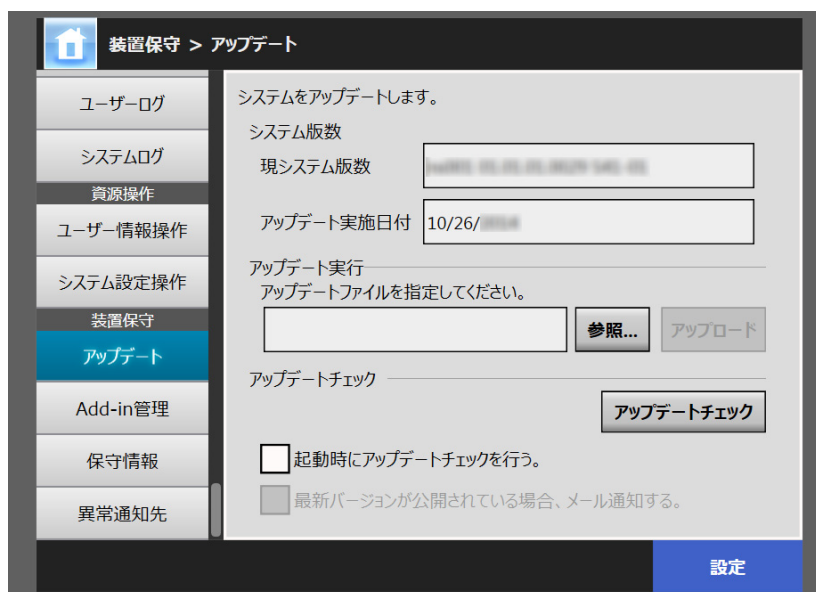 装置保守 > アップデート
ユーザーログ
システムログ
資源操作
ユーザー情報操作
システム設定操作
装置保守
アップデート
Add-in管理
保守情報
異常通知先
システムをアップデートします。
システム版数
現システム版数
アップデート実施日付 10/26/
アップデート実行
アップデートファイルを指定してください。
参照... アップロード
アップデートチェック
アップデートチェック
起動時にアップデートチェックを行う。
最新バージョンが公開されている場合、メール通知する。
設定